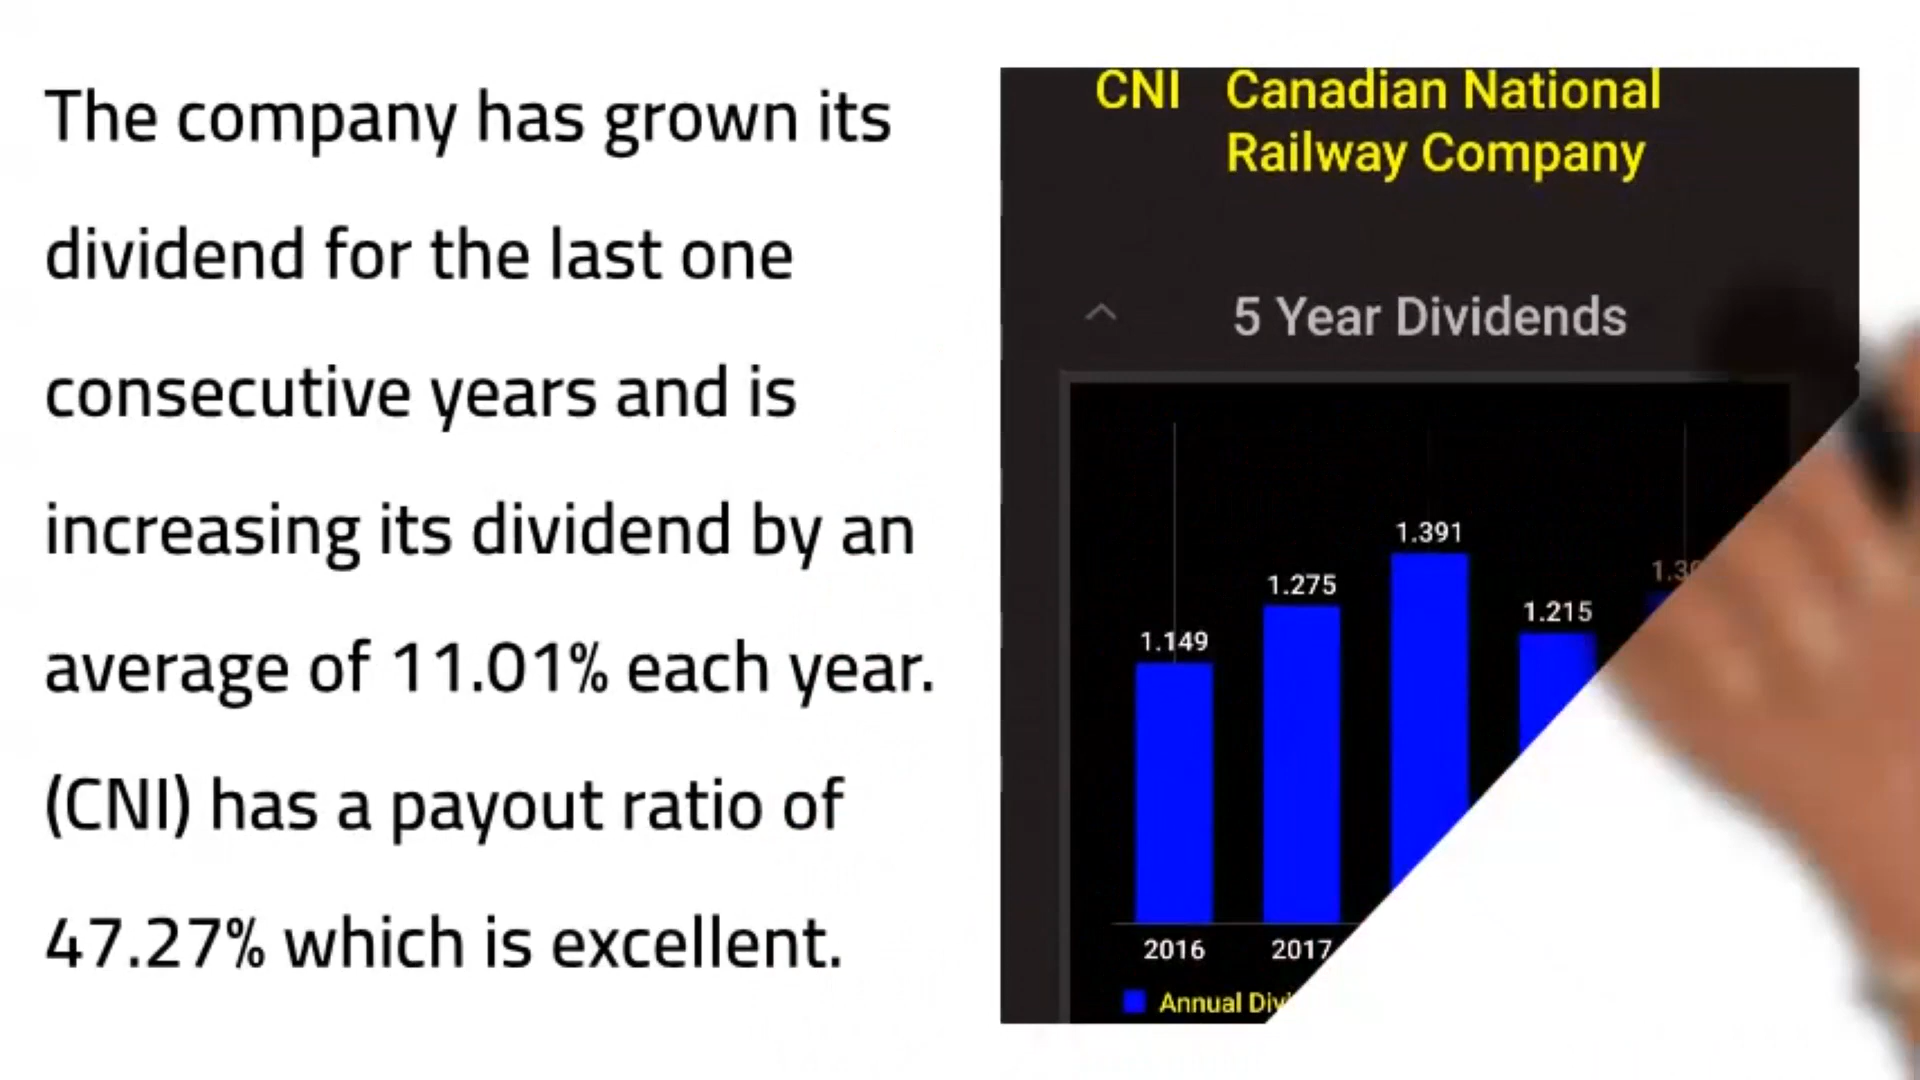 The company has grown its
dividend for the last one
consecutive years and is
increasing its dividend by an
average of 11.01% each year.
(CNI) has a payout ratio of
47.27% which is excellent.
CNI Canadian National
Railway Company
5 Year Dividends
1.149
1.275
1.391
1.215
2016
2017
Annual